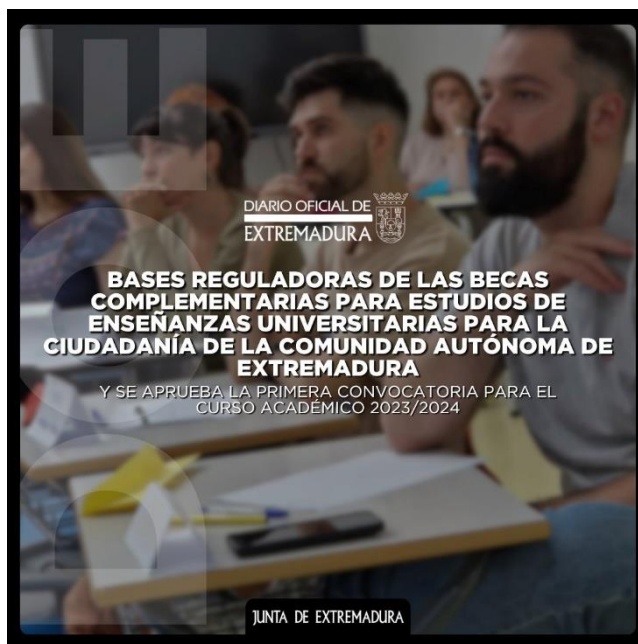 DOE
DIARIO OFICIAL DE
EXTREMADURA
BASES REGULADORAS DE LAS BECAS
COMPLEMENTARIAS PARA ESTUDIOS DE
ENSEÑANZAS UNIVERSITARIAS PARA LA
CIUDADANÍA DE LA COMUNIDAD AUTÓNOMA DE
EXTREMADURA
Y SE APRUEBA LA PRIMERA CONVOCATORIA PARA EL
CURSO ACADÉMICO 2023/2024
JUNTA DE EXTREMADURA